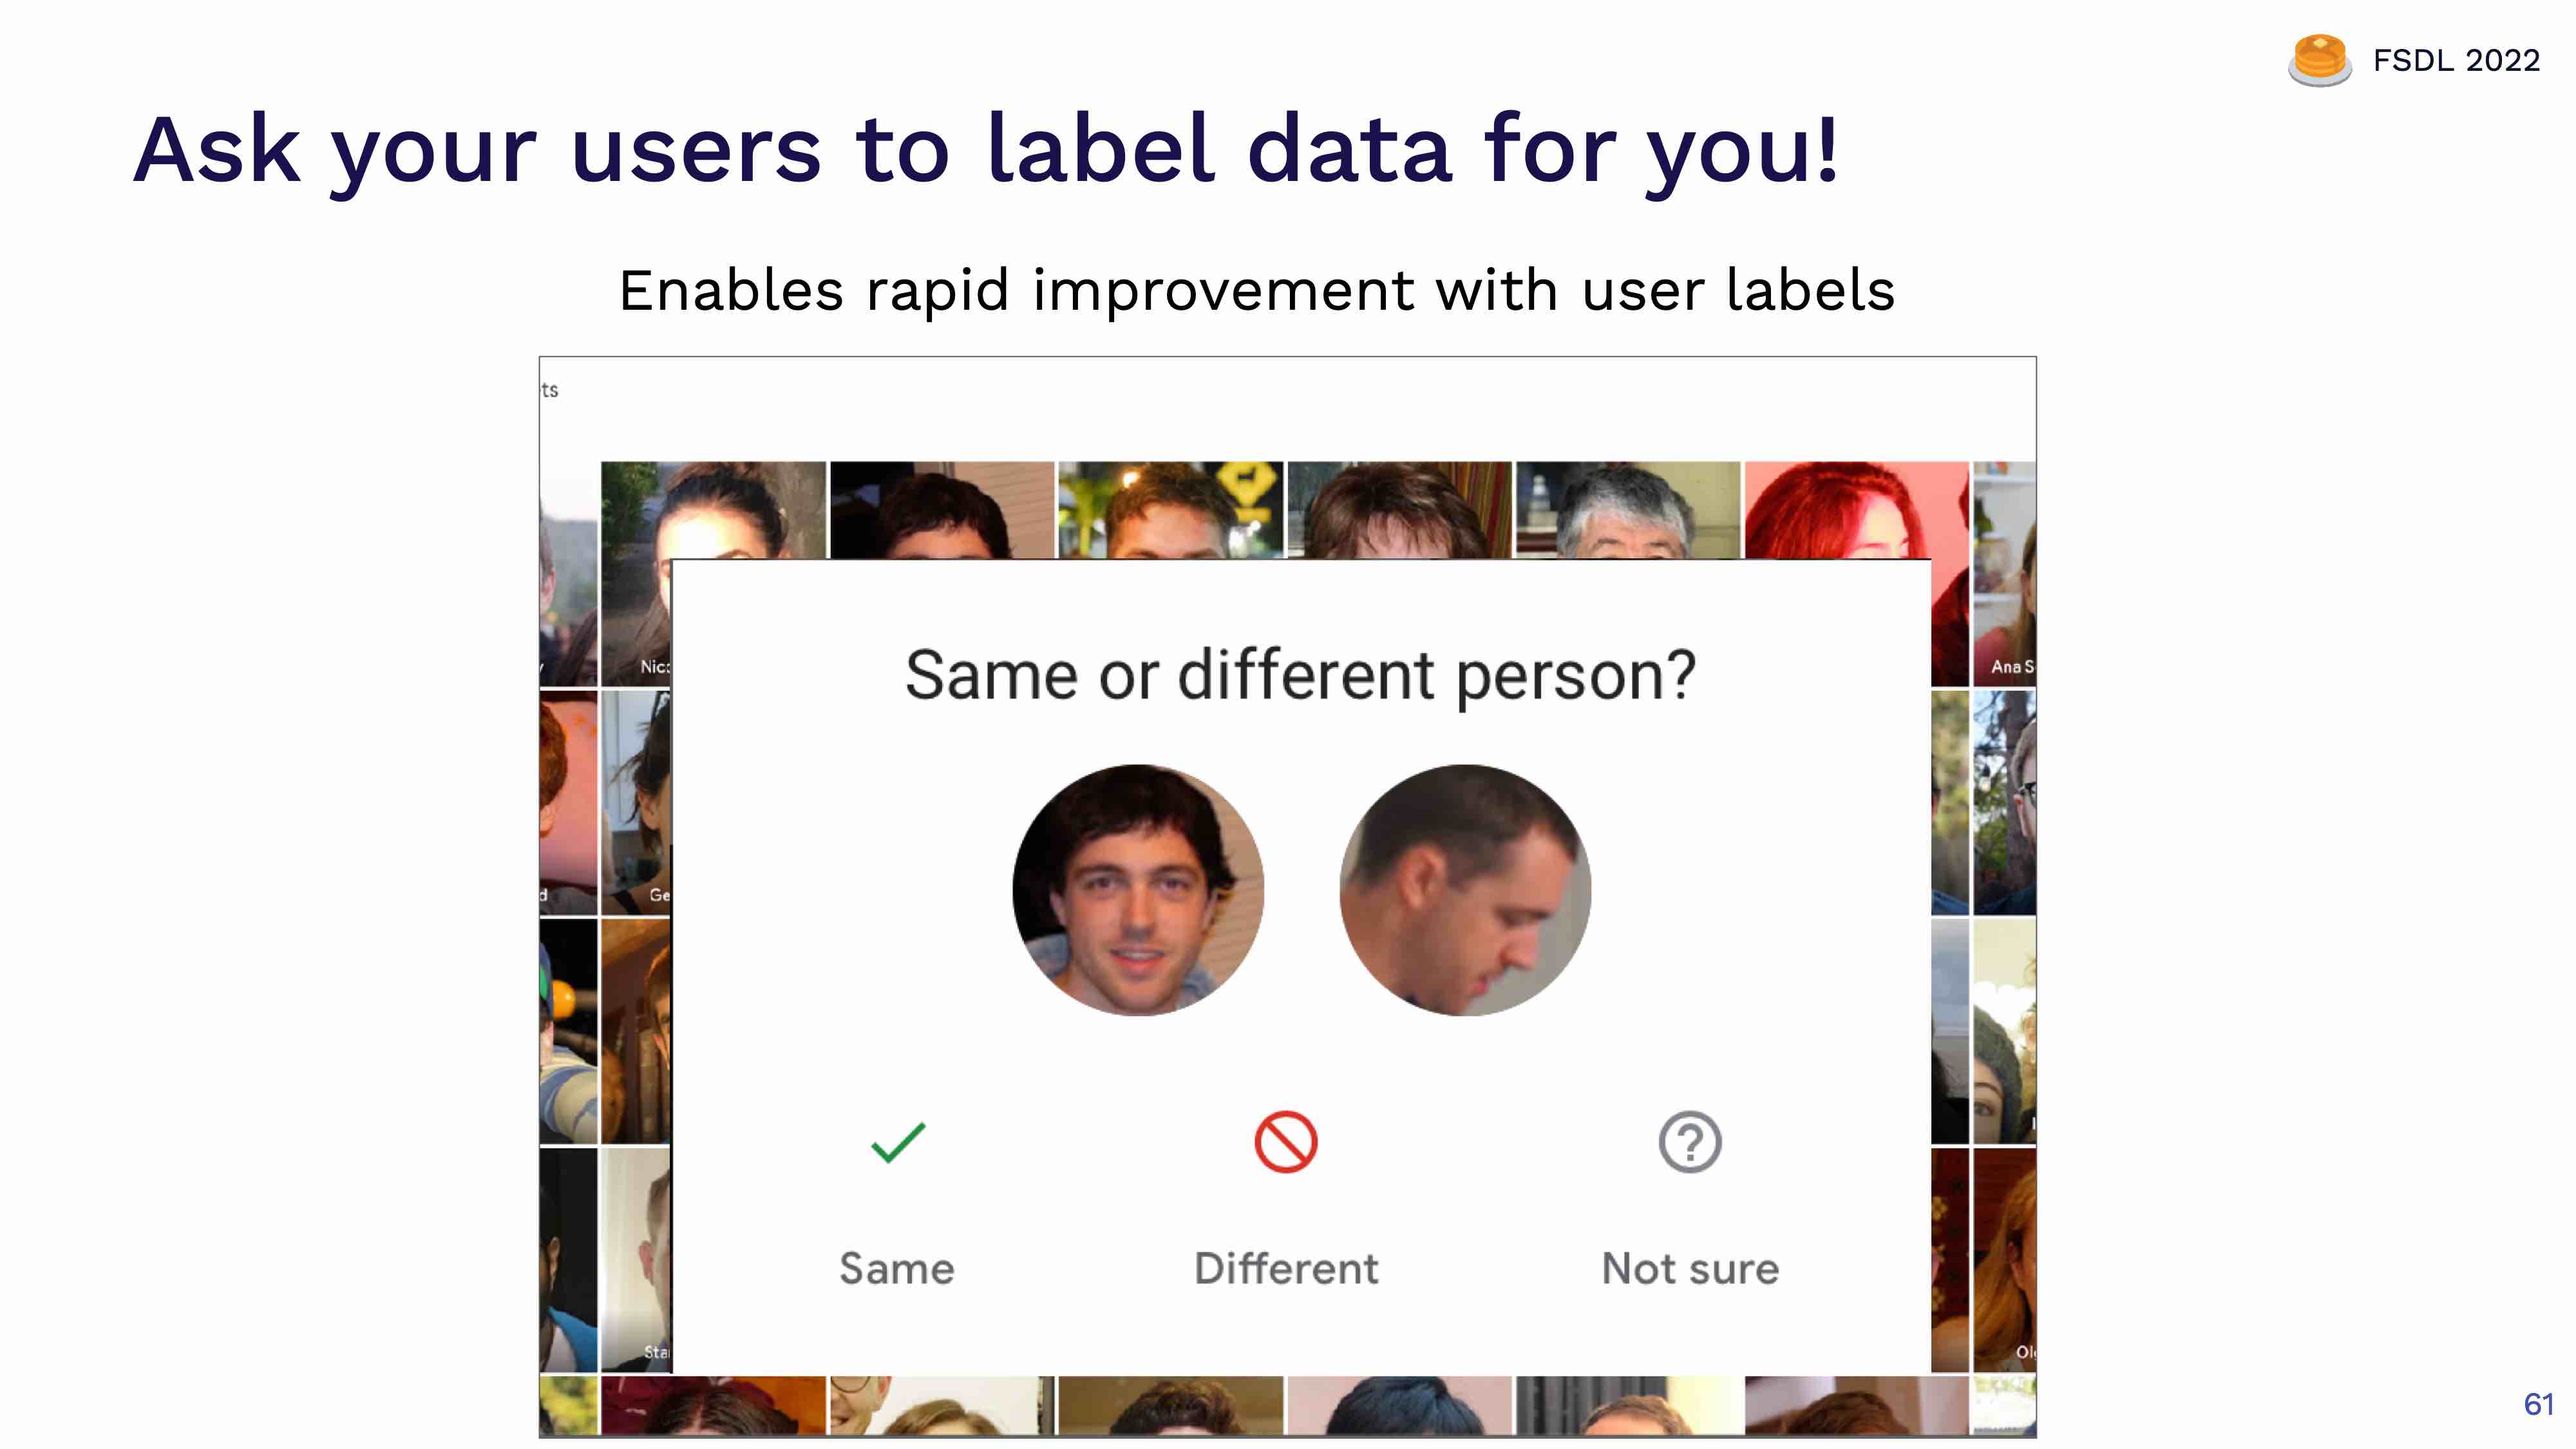 FSDL 2022
Ask your users to label data for you!
Enables rapid improvement with user labels
ts
Ana S
Same or different person?
Ge
d
Same
Different
Not sure
Sta
Ol
61